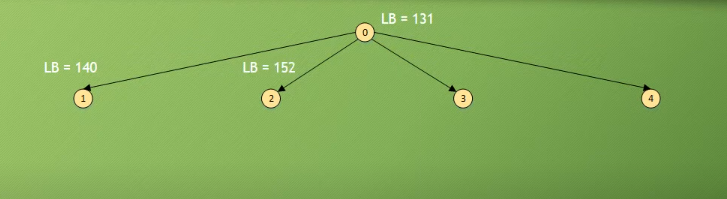 LB = 131
0
LB = 140
LB = 152
1
2
3
4